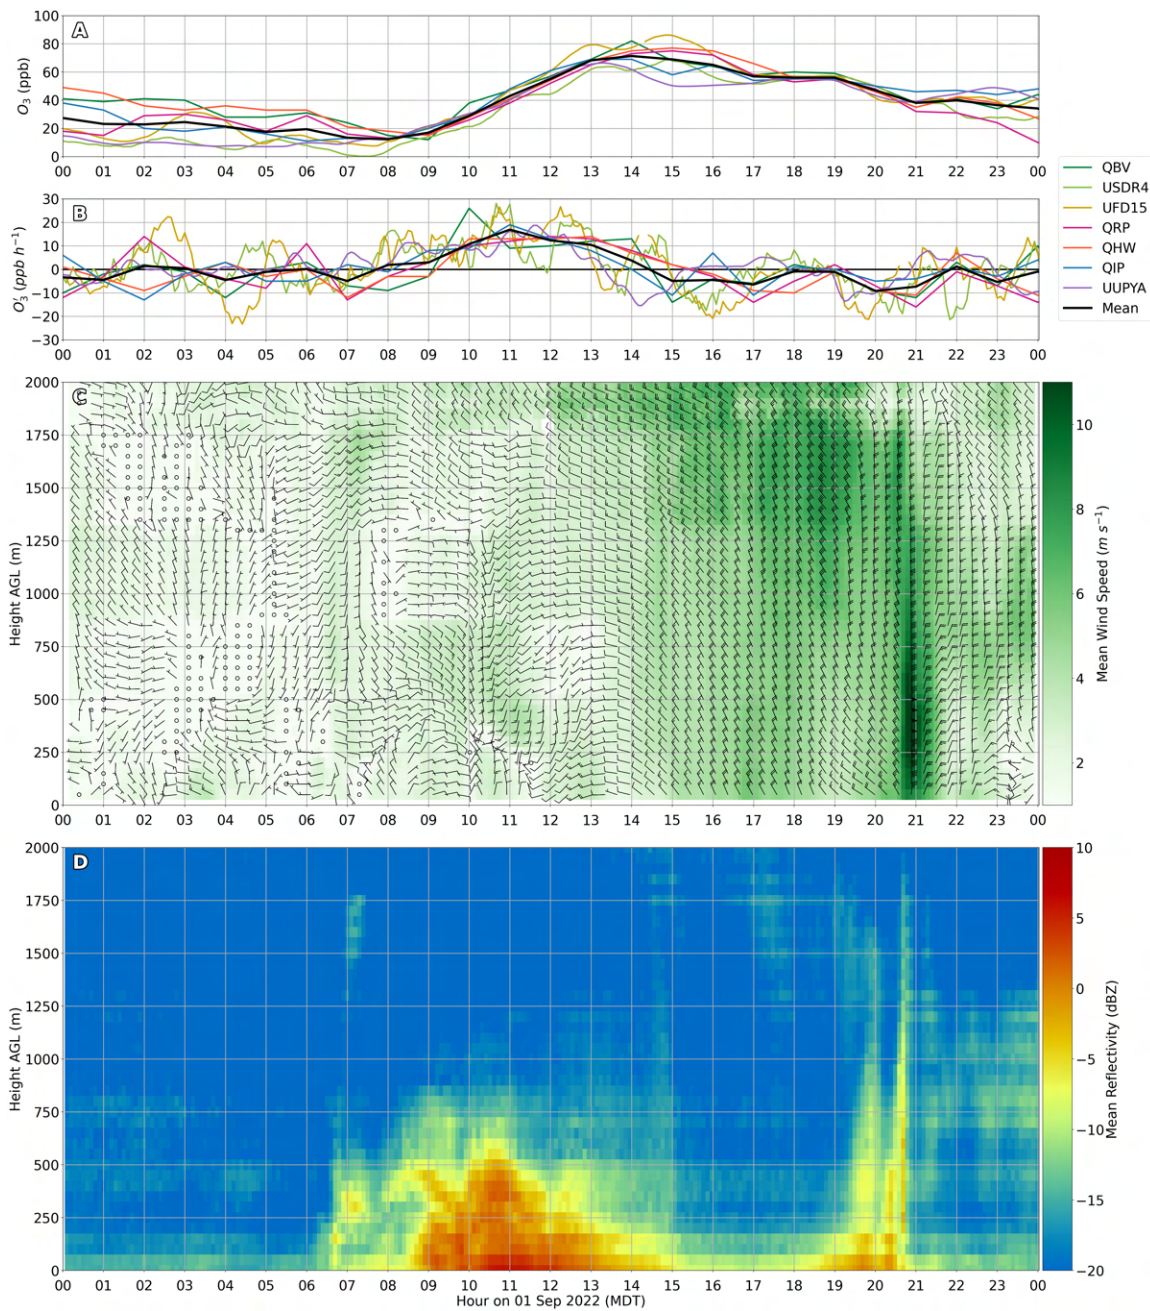 100
80
60
40
20
0
O3 (ppb)
A
00 01 02 03 04 05 06 07 08 09 10 11 12 13 14 15 16 17 18 19 20 21 22 23 00
30
20
10
0
−10
−20
−30
O′3 (ppb h−1)
B
00 01 02 03 04 05 06 07 08 09 10 11 12 13 14 15 16 17 18 19 20 21 22 23 00
QBV
USDR4
UFD15
QRP
QHW
QIP
UUPYA
Mean
2000
1750
1500
1250
1000
750
500
250
0
Height AGL (m)
C
00 01 02 03 04 05 06 07 08 09 10 11 12 13 14 15 16 17 18 19 20 21 22 23 00
10
8
6
4
2
Mean Wind Speed (m s−1)
2000
1750
1500
1250
1000
750
500
250
0
Height AGL (m)
D
00 01 02 03 04 05 06 07 08 09 10 11 12 13 14 15 16 17 18 19 20 21 22 23 00
Hour on 01 Sep 2022 (MDT)
10
5
0
−5
−10
−15
−20
Mean Reflectivity (dBZ)